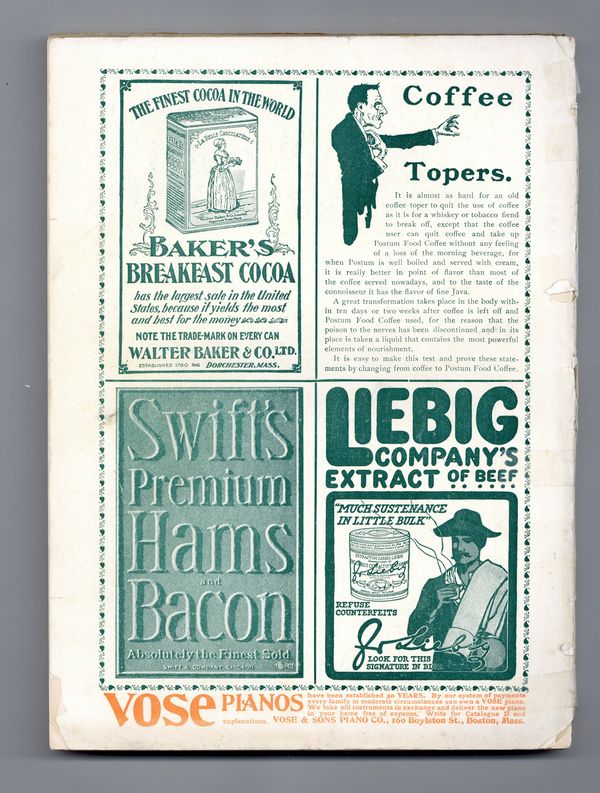 THE FINEST COCOA IN THE WORLD
LA BELLE CHOCOLATIÈRE
BAKER'S
BREAKFAST COCOA
has the largest sale in the United
States, because it yields the most
and best for the money
NOTE THE TRADE-MARK ON EVERY CAN
WALTER BAKER & CO. LTD.
ESTABLISHED 1780 DORCHESTER, MASS.
Coffee
Topers.
It is almost as hard for an old
coffee toper to quit the use of coffee
as it is for a whiskey or tobacco fiend
to break off, except that the coffee
user can quit coffee and take up
Postum Food Coffee without any feeling
of a loss of the morning beverage, for
when Postum is well boiled and served with cream,
it is really better in point of flavor than most of
the coffee served nowadays, and to the taste of the
connoisseur it has the flavor of fine Java.
A great transformation takes place in the body with-
in ten days or two weeks after coffee is left off and
Postum Food Coffee used, for the reason that the
poison to the nerves has been discontinued and in its
place is taken a liquid that contains the most powerful
elements of nourishment.
It is easy to make this test and prove these state-
ments by changing from coffee to Postum Food Coffee.
Swift's
Premium
Hams
and
Bacon
Absolutely the Finest Sold
SWIFT & COMPANY, CHICAGO
LIEBIG
COMPANY'S
EXTRACT OF BEEF
"MUCH SUSTENANCE
IN LITTLE BULK"
J v Liebig
REFUSE
COUNTERFEITS
J v Liebig
LOOK FOR THIS
SIGNATURE IN
vose PIANOS
have been established 50 YEARS. By our system of payments
every family in moderate circumstances can own a VOSE piano.
We take old instruments in exchange and deliver the new piano
in your home free of expense. Write for Catalogue D and
explanations. VOSE & SONS PIANO CO., 160 Boylston St., Boston, Mass.